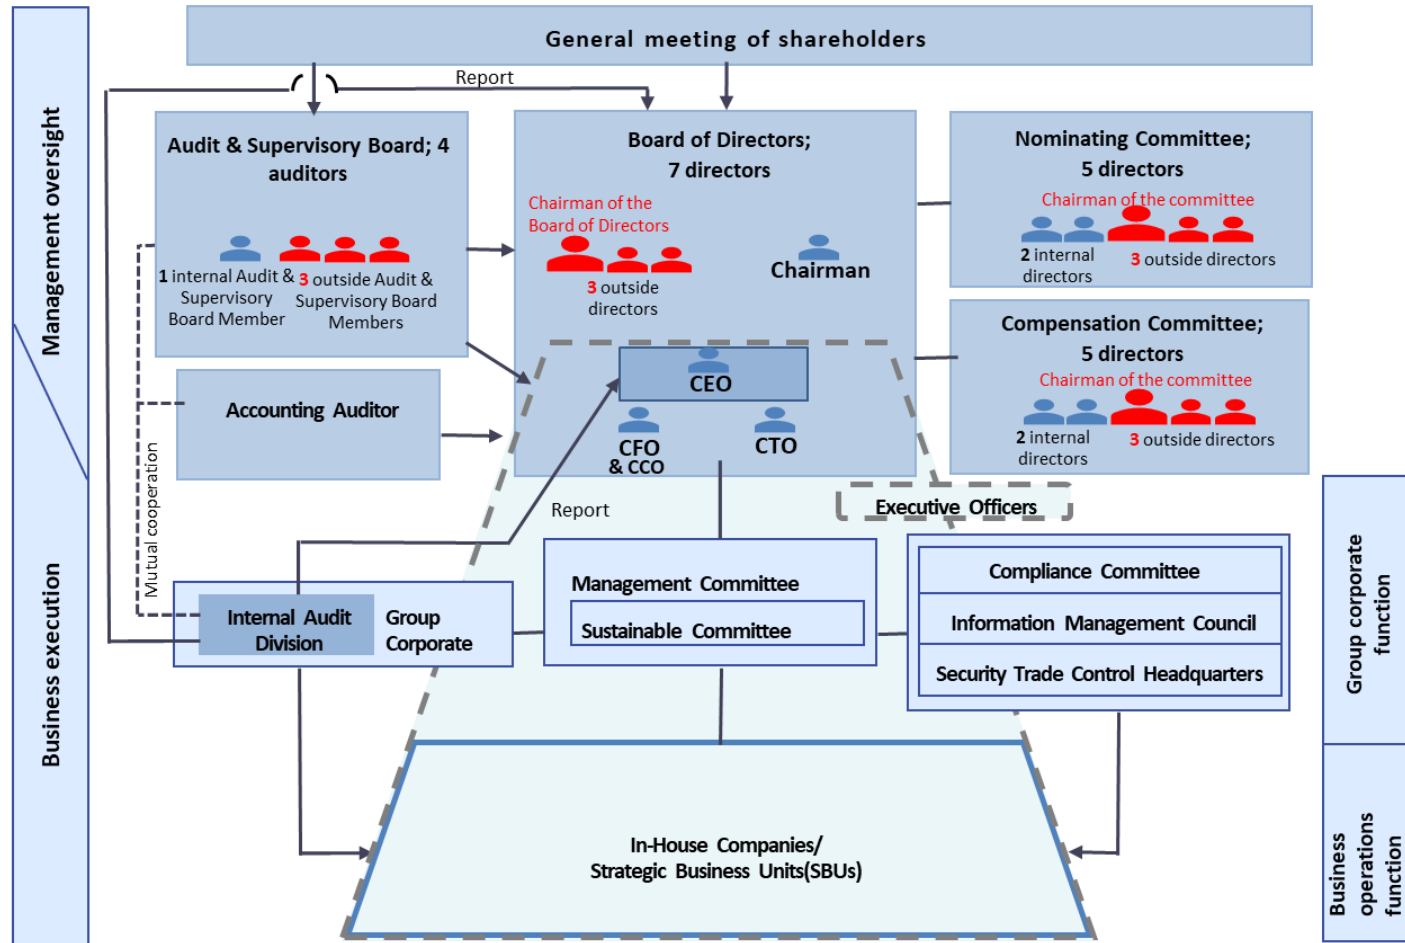 General meeting of shareholders
Report
Management oversight
Business execution
Audit & Supervisory Board; 4
auditors
1 internal Audit &
Supervisory
Board Member
3 outside Audit &
Supervisory Board
Members
Board of Directors;
7 directors
Chairman of the
Board of Directors
3 outside
directors
Chairman
CEO
CFO
& CCO
CTO
Nominating Committee;
5 directors
Chairman of the committee
2 internal
directors
3 outside directors
Compensation Committee;
5 directors
Chairman of the committee
2 internal
directors
3 outside directors
Accounting Auditor
Mutual cooperation
Report
Executive Officers
Internal Audit
Division
Group
Corporate
Management Committee
Sustainable Committee
Compliance Committee
Information Management Council
Security Trade Control Headquarters
Group corporate
function
In-House Companies/
Strategic Business Units(SBUs)
Business
operations
function